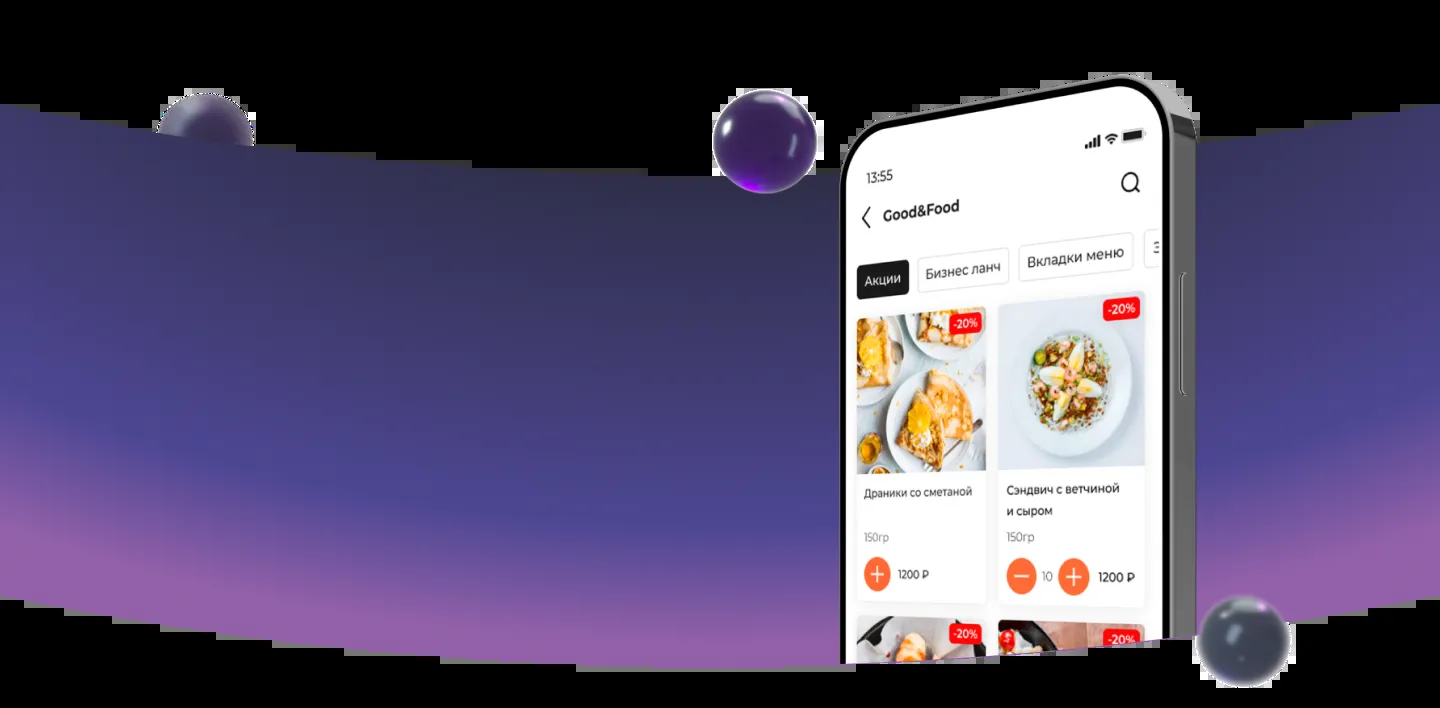 13:55
Good&Food
Акции
Бизнес ланч
Вкладки меню
-20%
-20%
Драники со сметаной
150гр
1200 ₽
Сэндвич с ветчиной
и сыром
150гр
10
1200 ₽
-20%
-20%